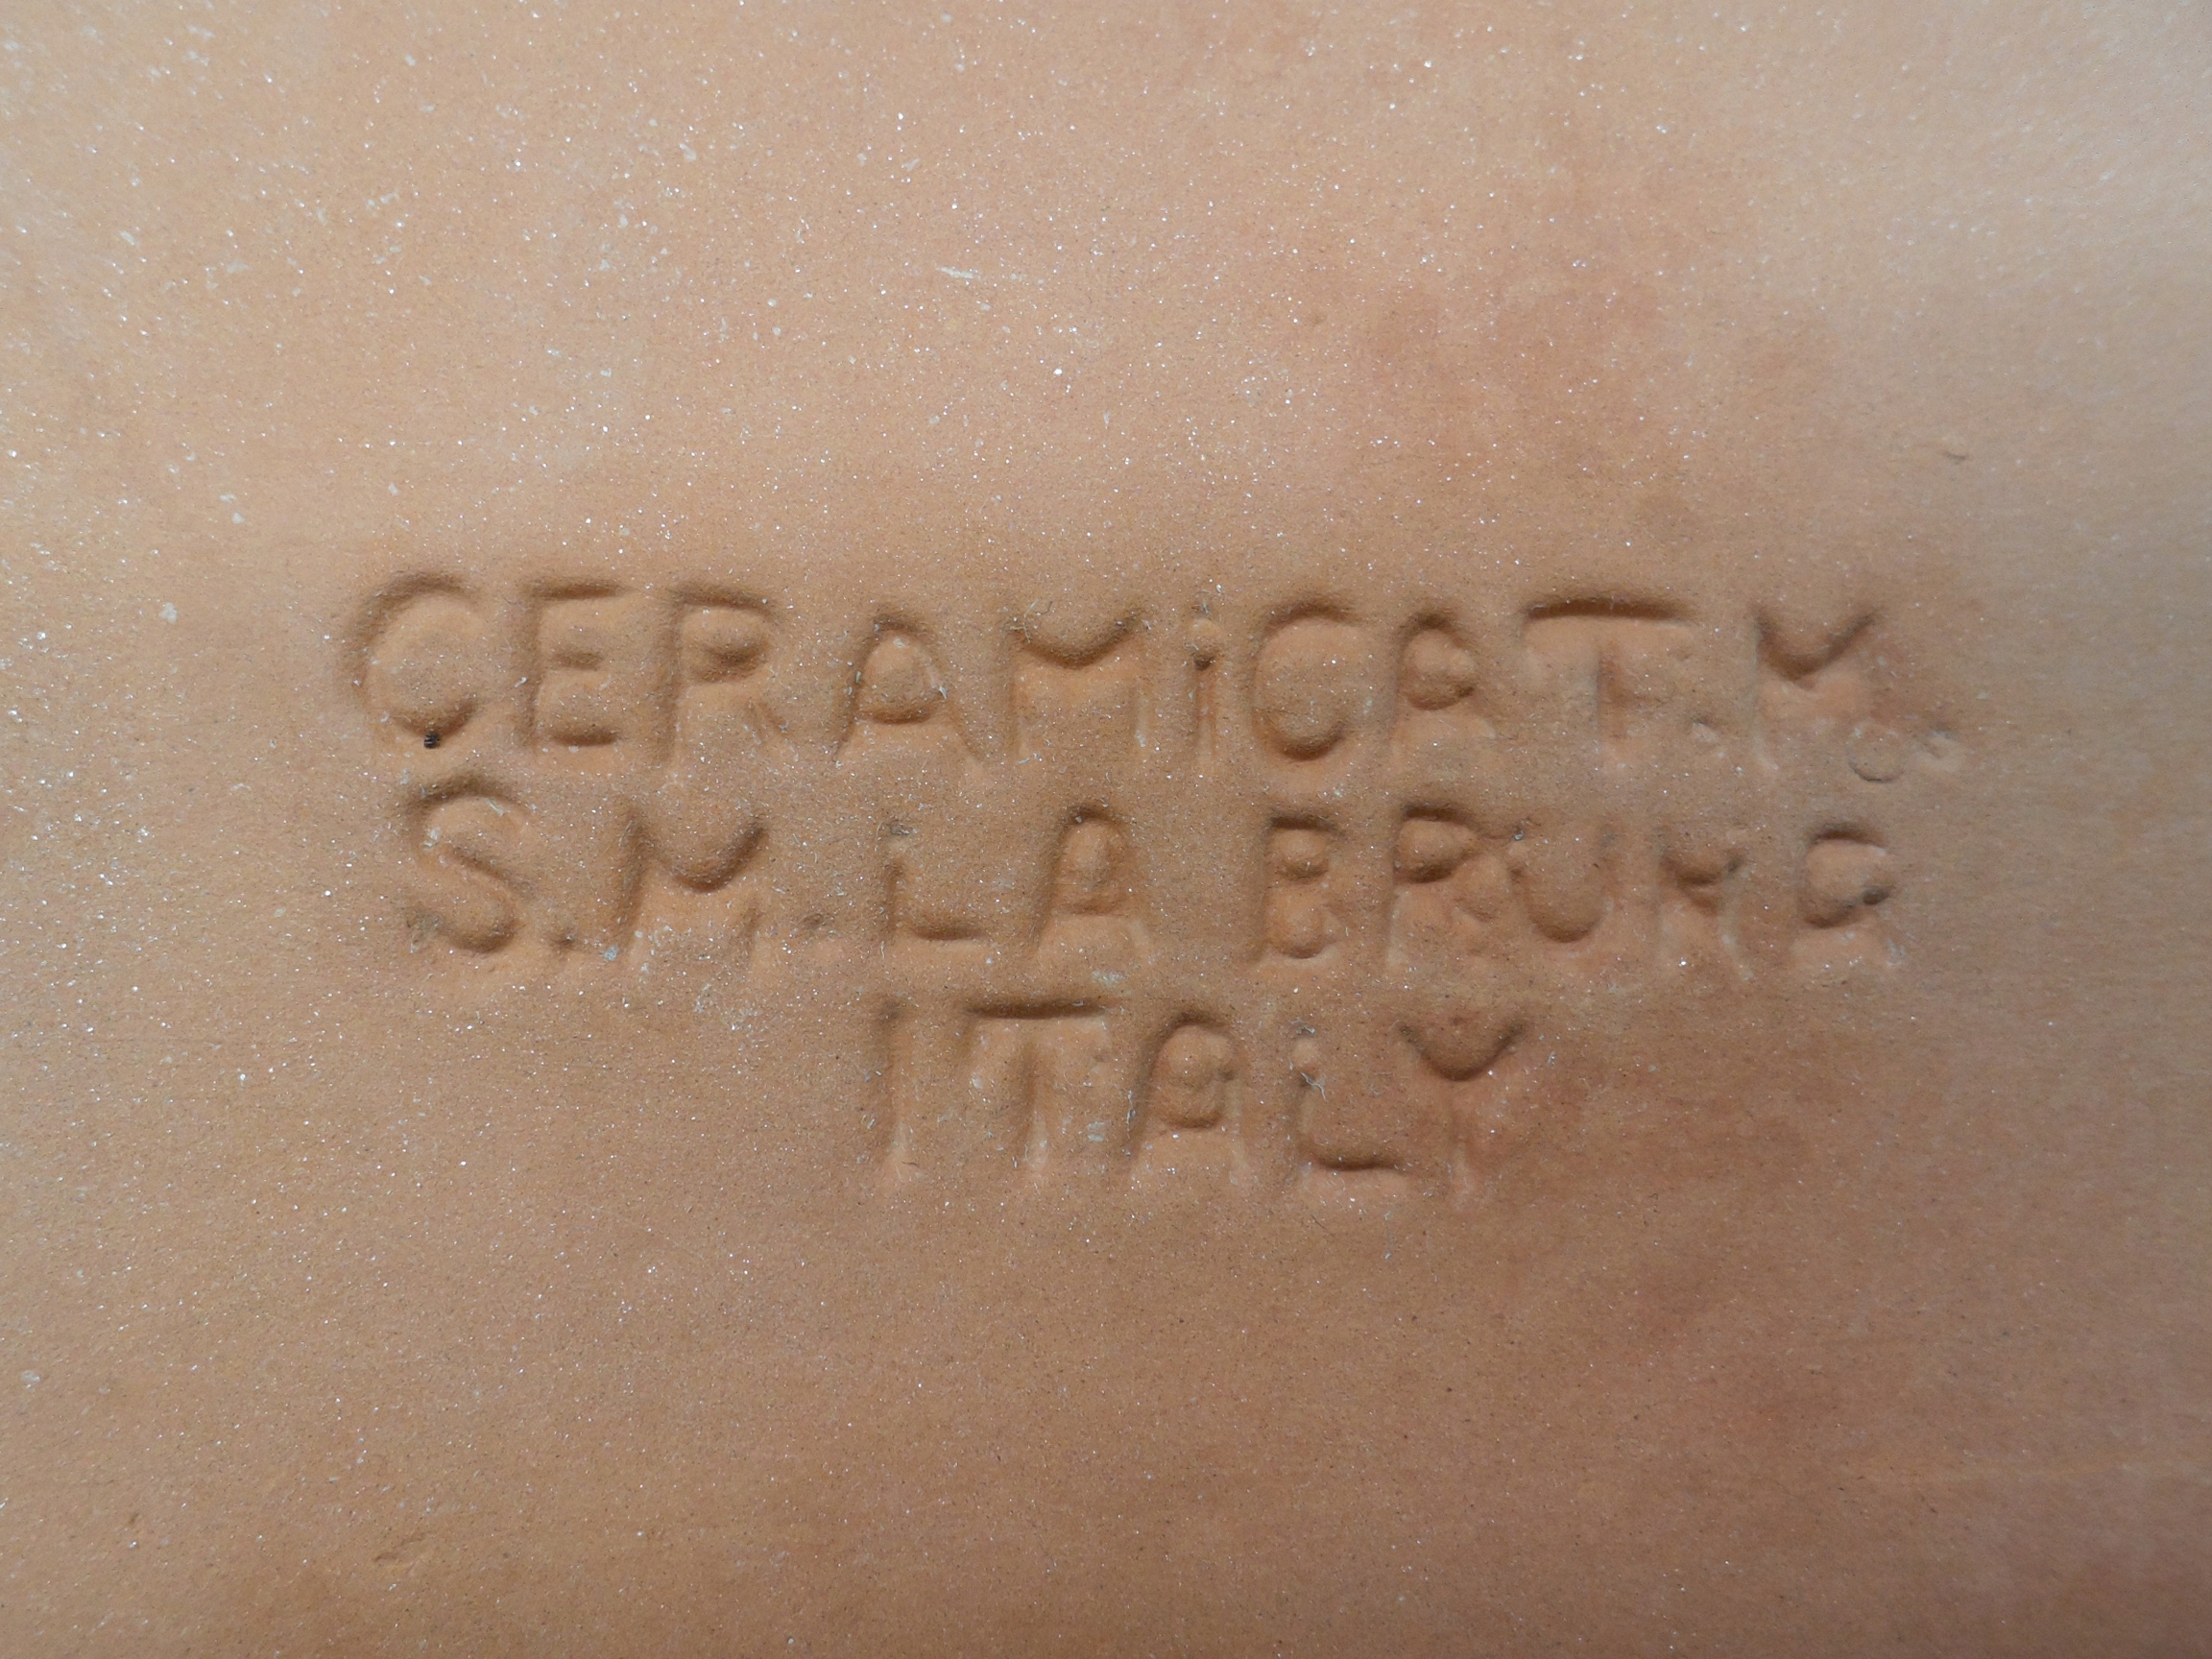 CERAMiCA T.M.
S.M. LA BRUNA
ITALY